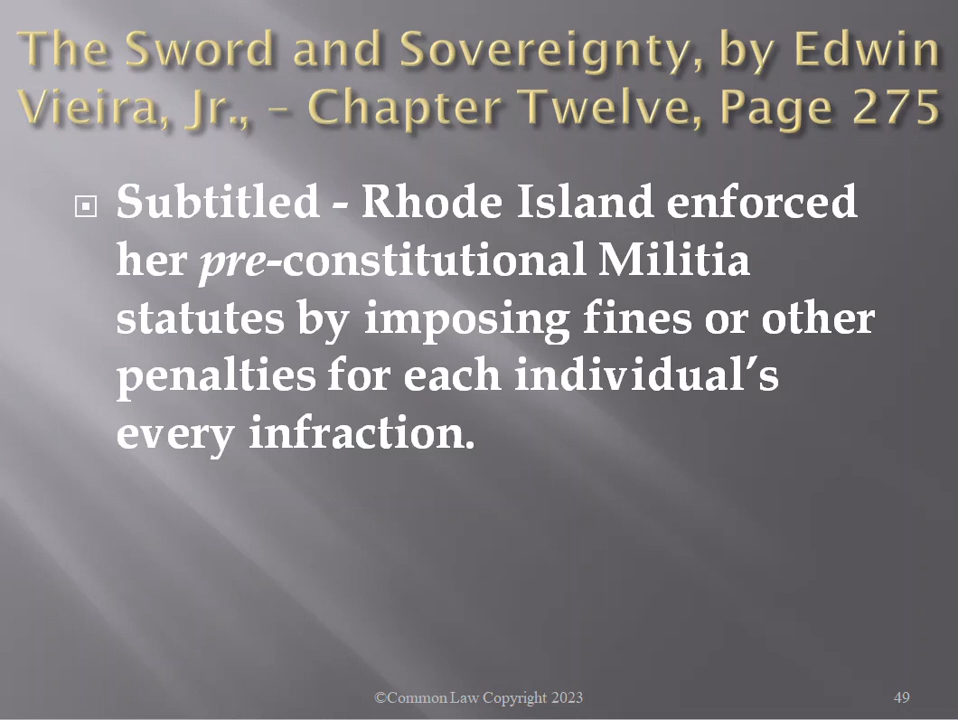 The Sword and Sovereignty, by Edwin
Vieira, Jr., – Chapter Twelve, Page 275
Subtitled - Rhode Island enforced
her pre-constitutional Militia
statutes by imposing fines or other
penalties for each individual’s
every infraction.
©Common Law Copyright 2023
49